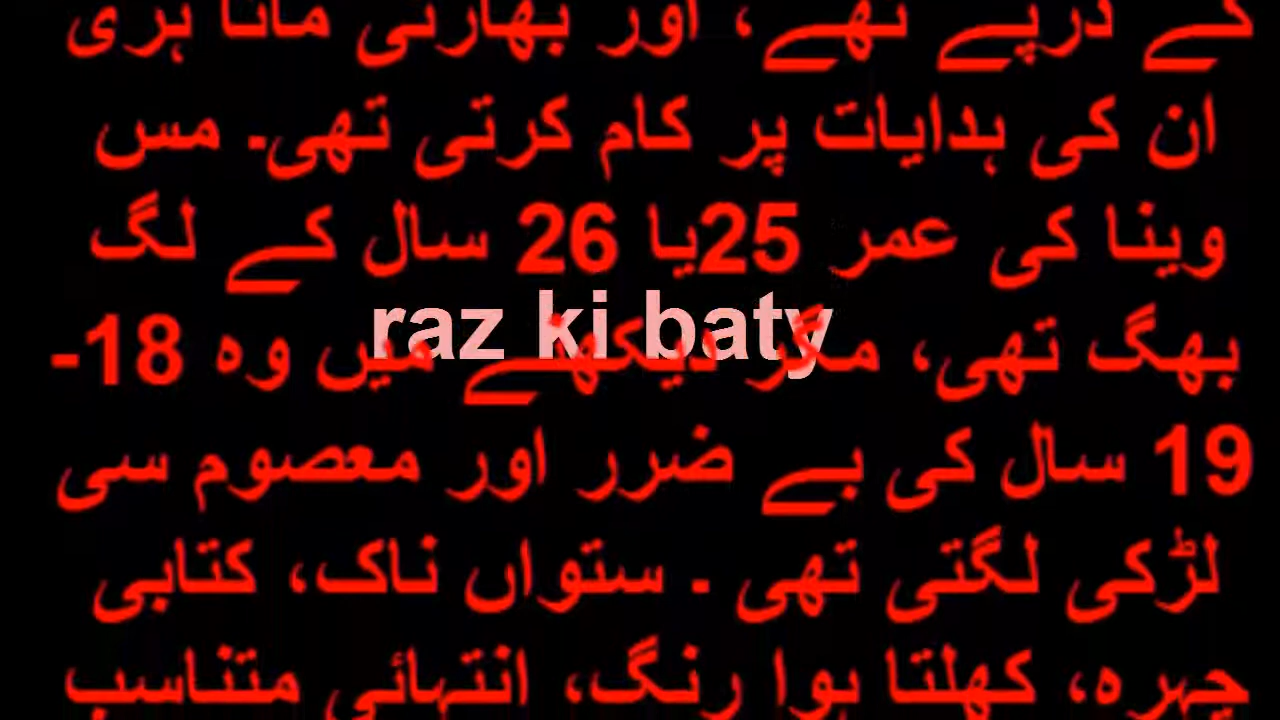 کے درپے تھے، اور بھارتی ماتا ہری
ان کی ہدایات پر کام کرتی تھی۔ مس
وینا کی عمر 25یا 26 سال کے لگ
raz ki baty
بھگ تھی، مگر دیکھنے میں وہ 18-
19 سال کی بے ضرر اور معصوم سی
لڑکی لگتی تھی ۔ ستواں ناک، کتابی
چہرہ، کھلتا ہوا رنگ، انتہائی متناسب